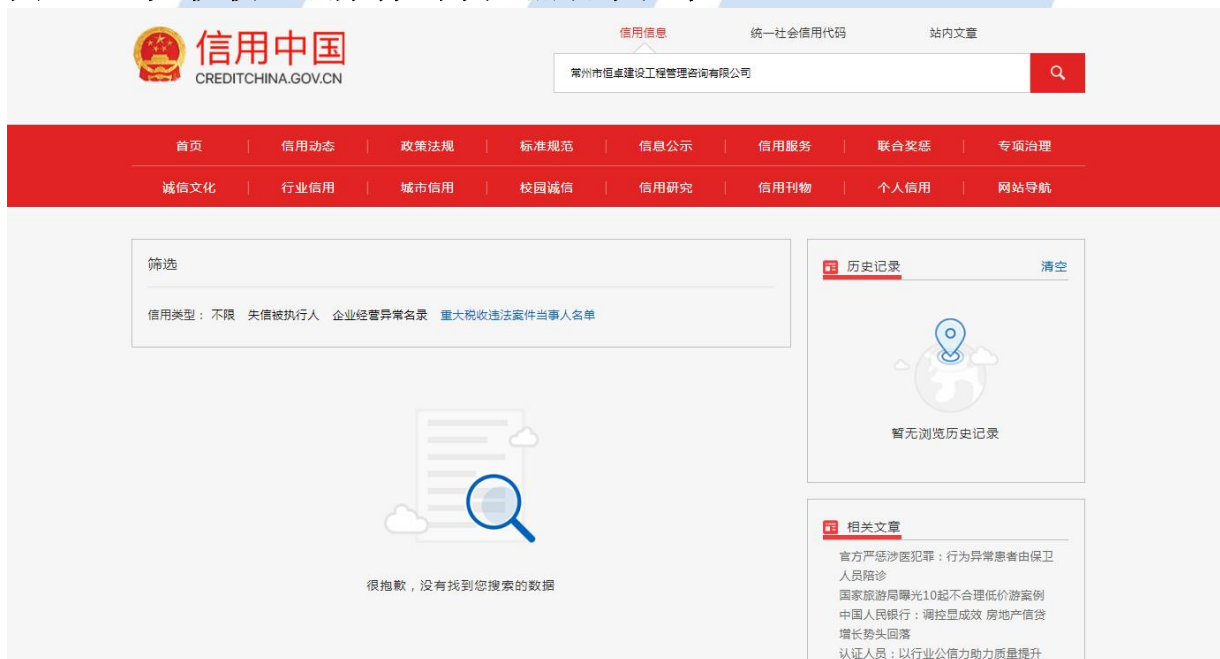 信用中国
CREDITCHINA.GOV.CN
信用信息 统一社会信用代码 站内文章
常州市恒卓建设工程管理咨询有限公司
首页 信用动态 政策法规 标准规范 信息公示 信用服务 联合奖惩 专项治理
诚信文化 行业信用 城市信用 校园诚信 信用研究 信用刊物 个人信用 网站导航
筛选
信用类型： 不限 失信被执行人 企业经营异常名录 重大税收违法案件当事人名单
很抱歉，没有找到您搜索的数据
历史记录 清空
暂无浏览历史记录
相关文章
官方严惩涉医犯罪：行为异常患者由保卫
人员陪诊
国家旅游局曝光10起不合理低价游案例
中国人民银行：调控显成效 房地产信贷
增长势头回落
认证人员：以行业公信力助力质量提升